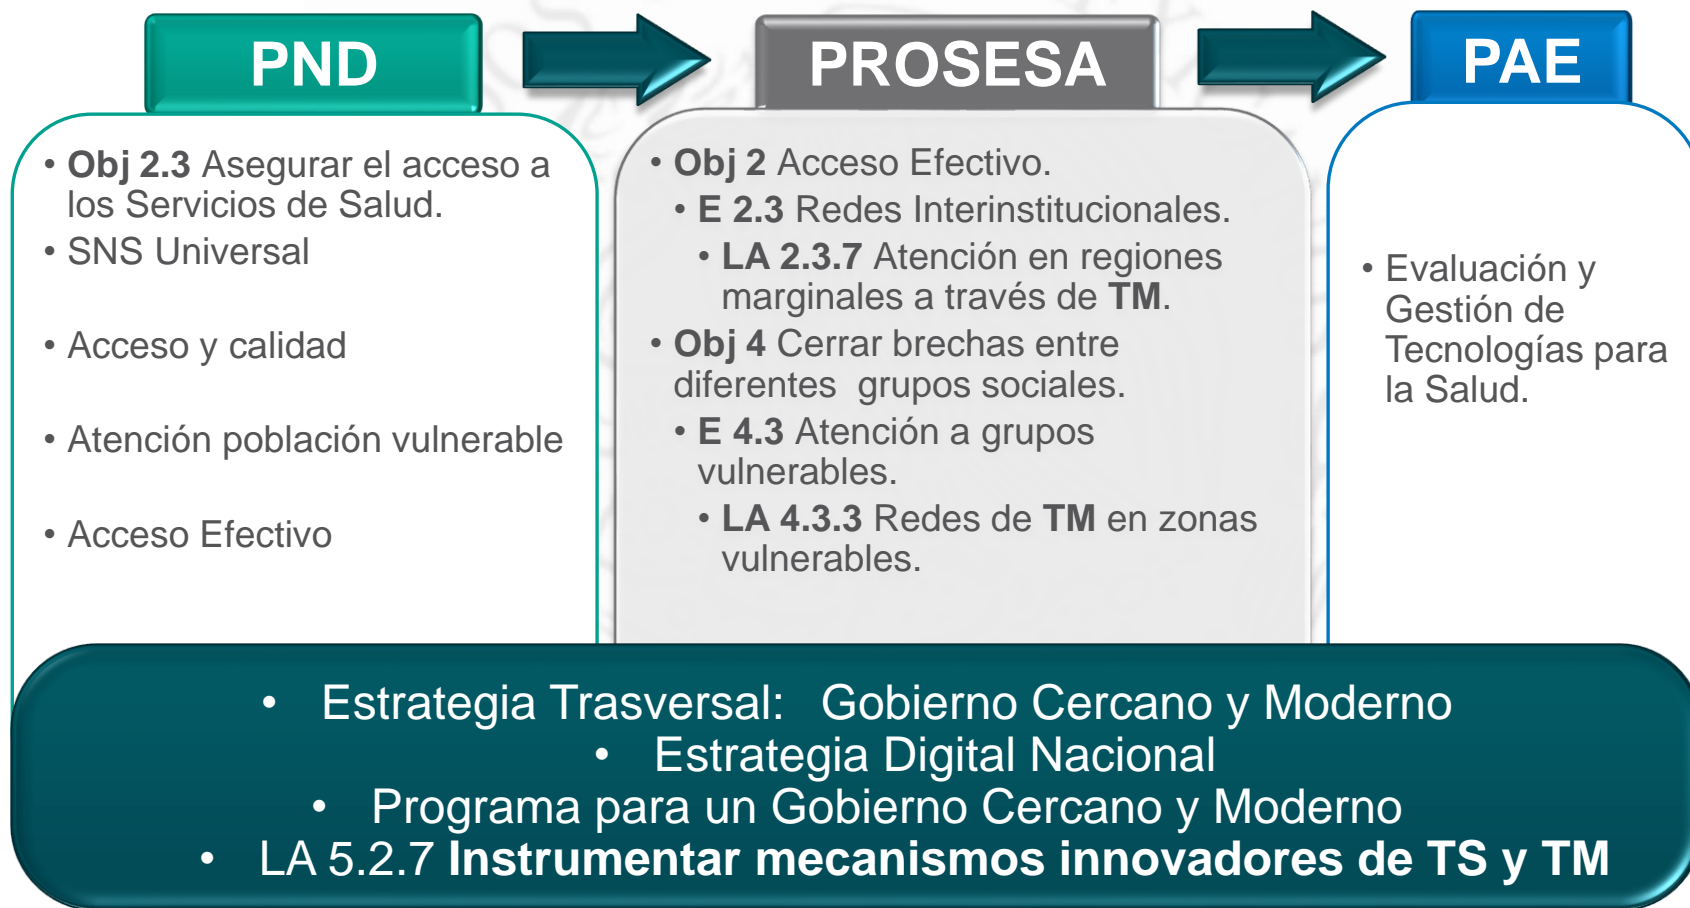 PND
PROSESA
PAE
• Obj 2.3 Asegurar el acceso a
los Servicios de Salud.
• SNS Universal
• Acceso y calidad
• Atención población vulnerable
• Acceso Efectivo
• Obj 2 Acceso Efectivo.
• E 2.3 Redes Interinstitucionales.
• LA 2.3.7 Atención en regiones
marginales a través de TM.
• Obj 4 Cerrar brechas entre
diferentes grupos sociales.
• E 4.3 Atención a grupos
vulnerables.
• LA 4.3.3 Redes de TM en zonas
vulnerables.
• Evaluación y
Gestión de
Tecnologías para
la Salud.
• Estrategia Trasversal: Gobierno Cercano y Moderno
• Estrategia Digital Nacional
• Programa para un Gobierno Cercano y Moderno
• LA 5.2.7 Instrumentar mecanismos innovadores de TS y TM